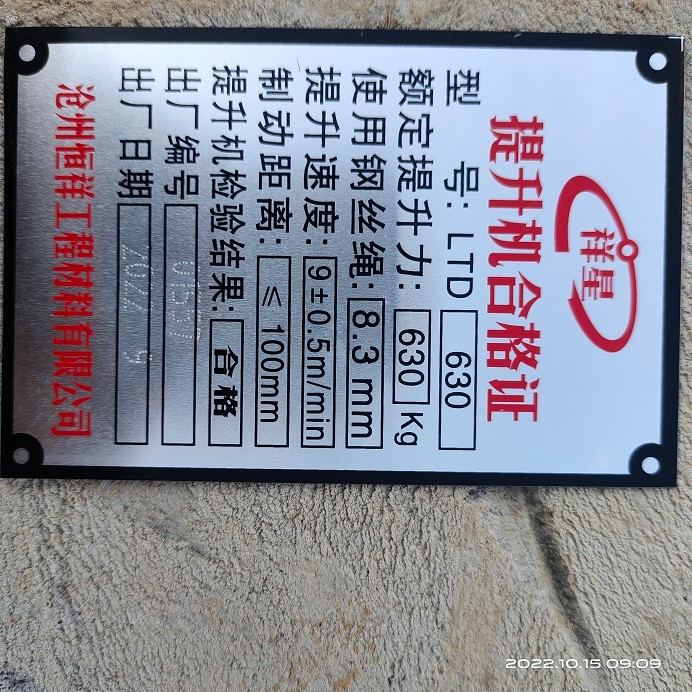 祥星
提升机合格证
型 号: LTD 630
额定提升力: 630 Kg
使用钢丝绳: 8.3 mm
提升速度: 9±0.5m/min
制动距离: ≤100mm
提升机检验结果: 合格
出厂编号
出厂日期 2022 9
沧州恒祥工程材料有限公司
2022.10.15 09:09